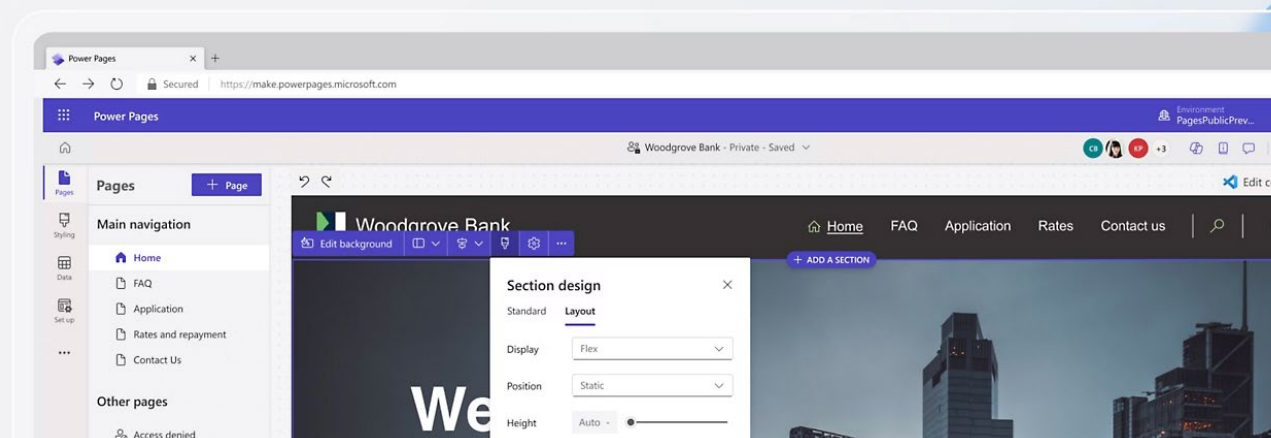 Power Pages
Secured https://make.powerpages.microsoft.com
Power Pages
Environment
PagesPublicPrev...
Woodgrove Bank - Private - Saved
CB KP +3
Pages
Pages
+ Page
Edit c
Styling
Main navigation
Woodgrove Bank
Home FAQ Application Rates Contact us
Edit background
Home
+ ADD A SECTION
Data
FAQ
Section design
Set up
Application
Standard Layout
Rates and repayment
Display Flex
Contact Us
Position Static
Other pages
We
Height Auto
Access denied